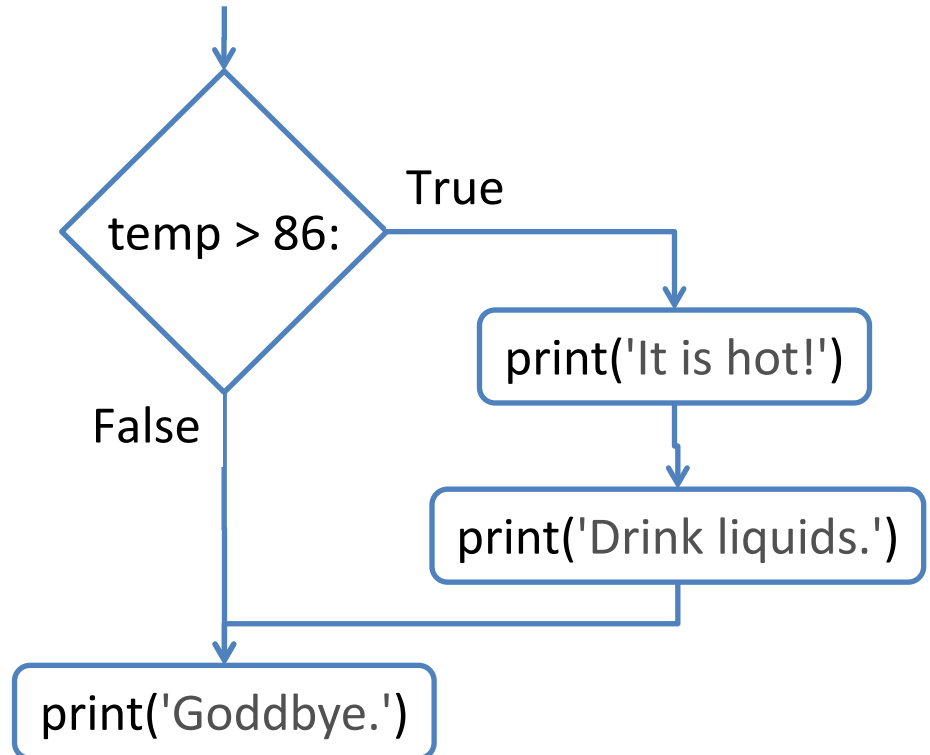 True
temp > 86:
print('It is hot!')
False
print('Drink liquids.')
print('Goddbye.')